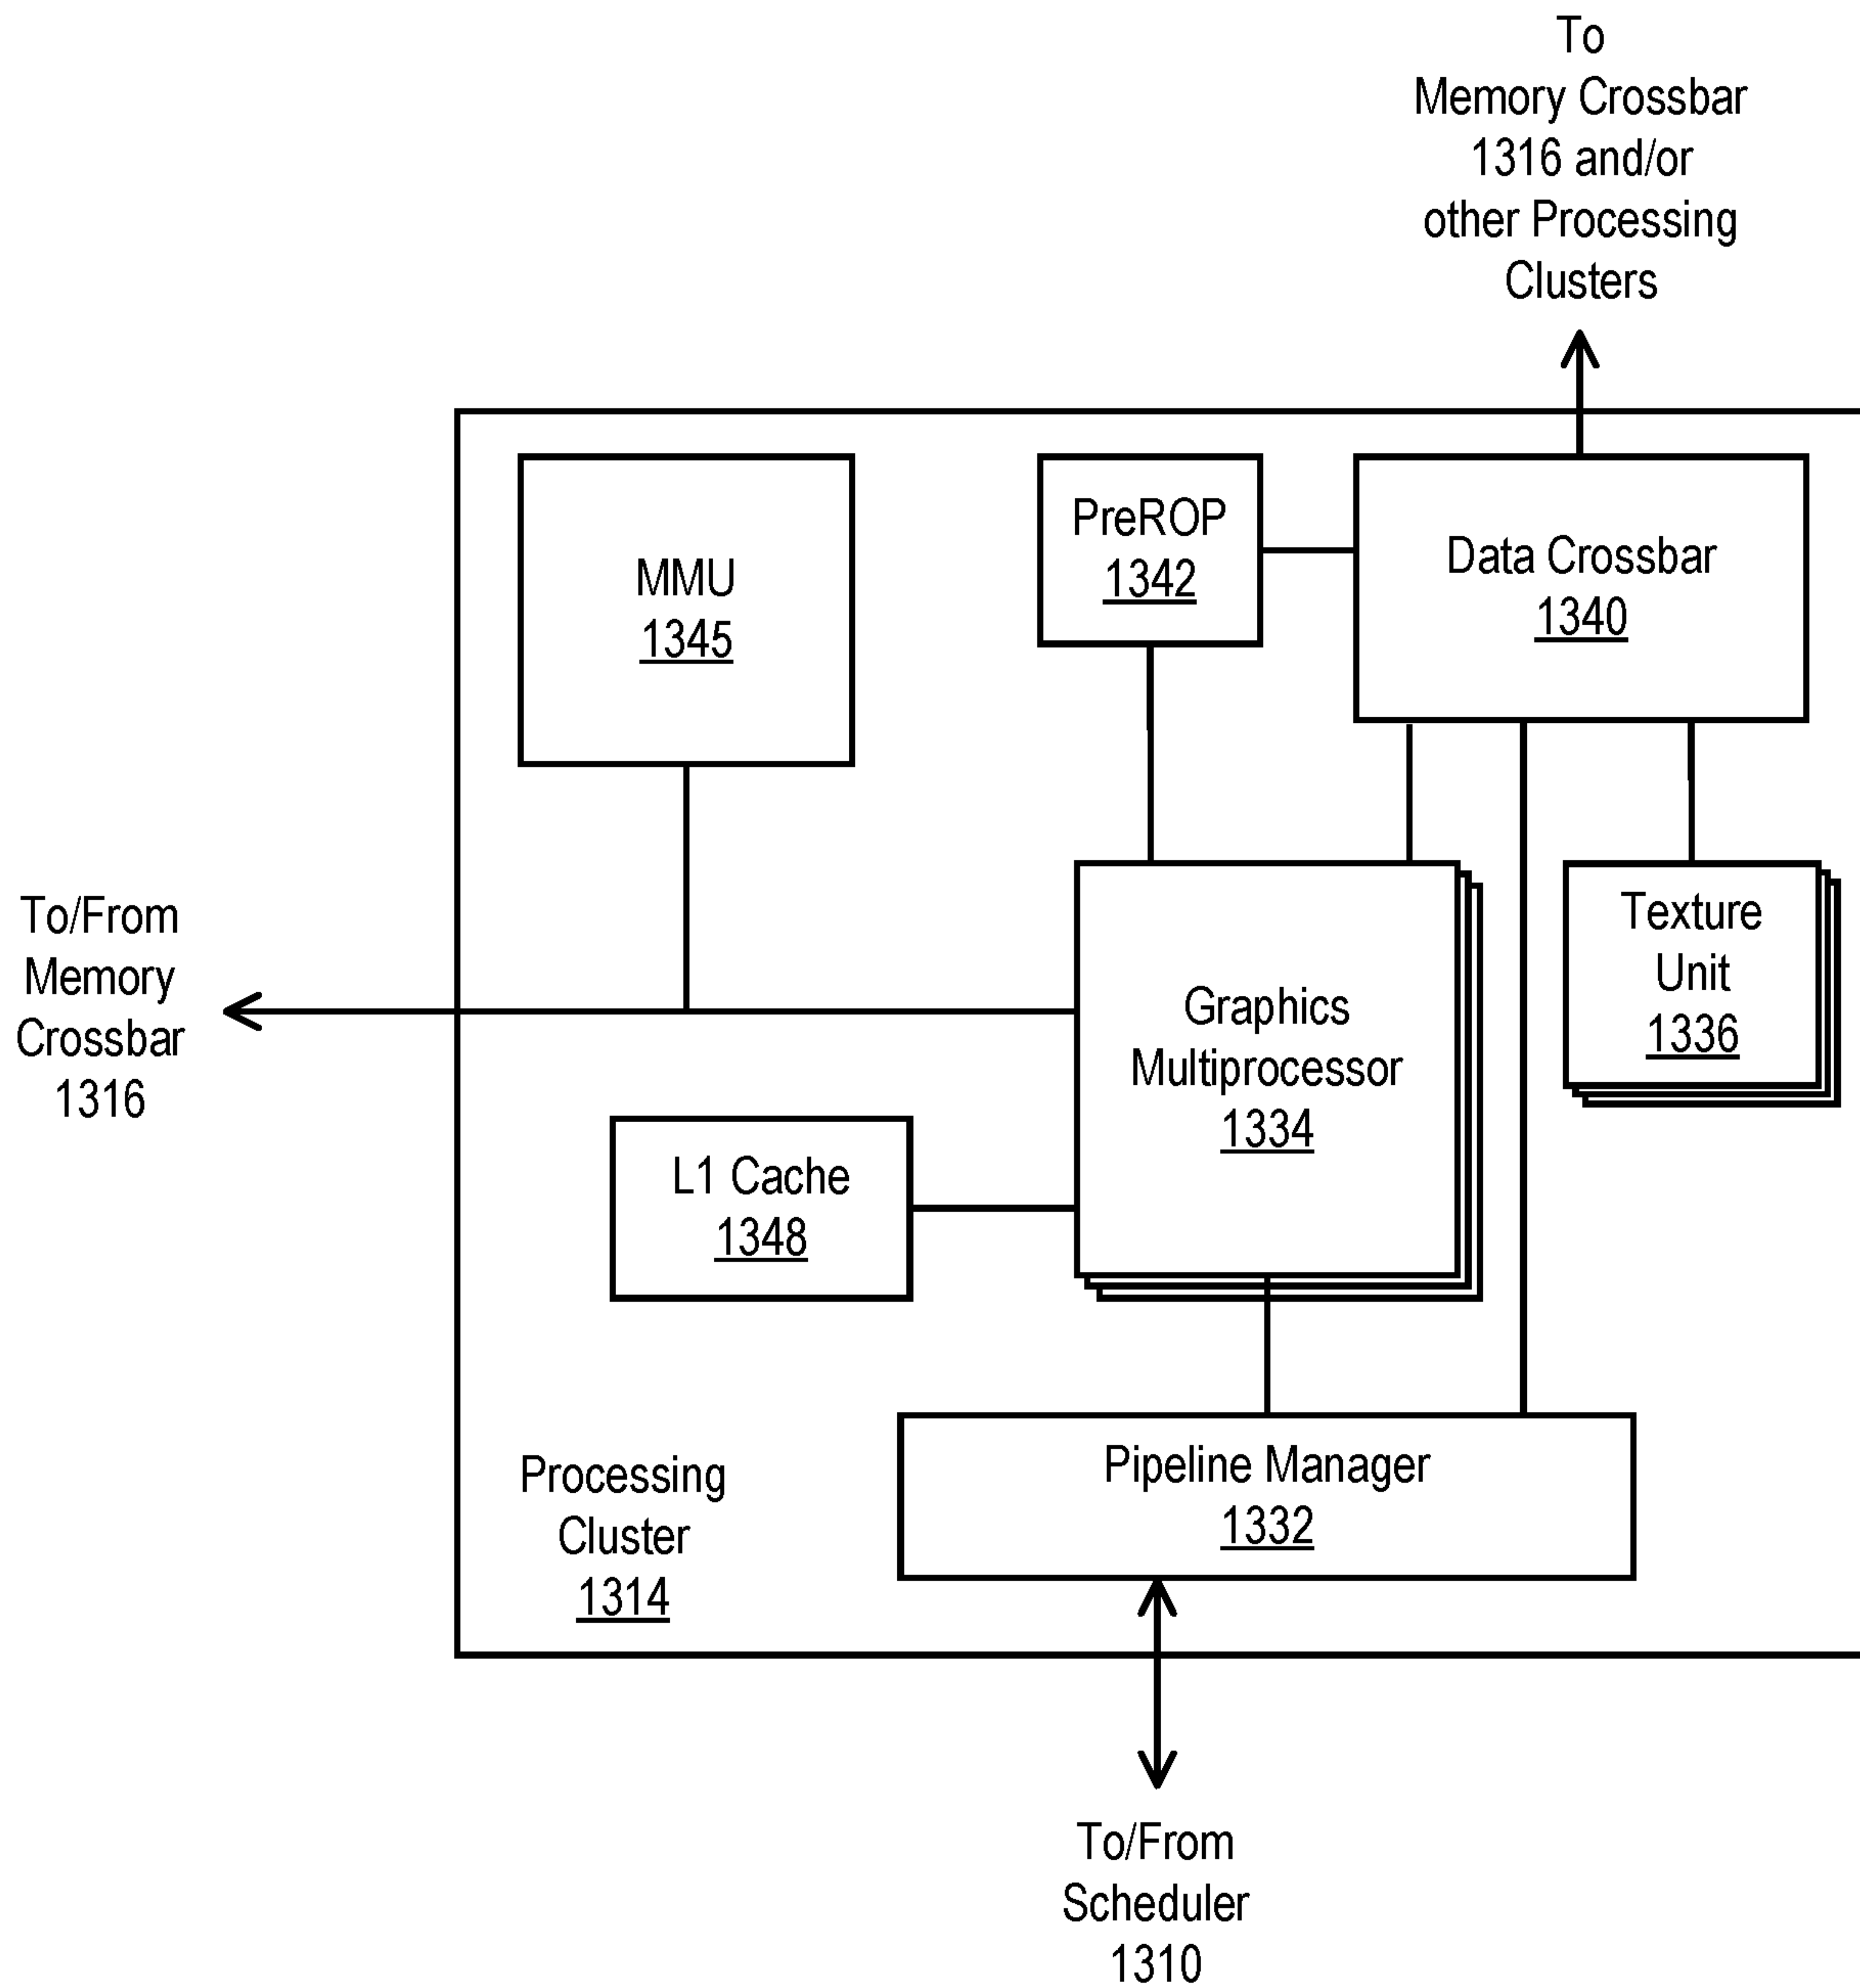 To
Memory Crossbar
1316 and/or
other Processing
Clusters
MMU
1345
PreROP
1342
Data Crossbar
1340
To/From
Memory
Crossbar
1316
Graphics
Multiprocessor
1334
Texture
Unit
1336
L1 Cache
1348
Processing
Cluster
1314
Pipeline Manager
1332
To/From
Scheduler
1310